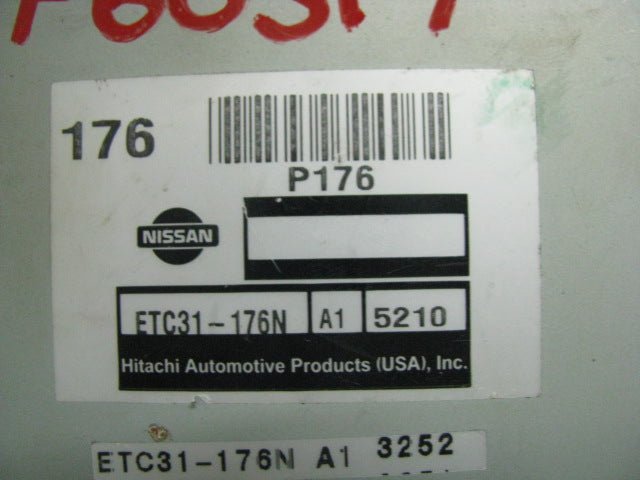 176
P176
NISSAN
ETC31-176N A1 5210
Hitachi Automotive Products (USA), Inc.
ETC31-176N A1 3252